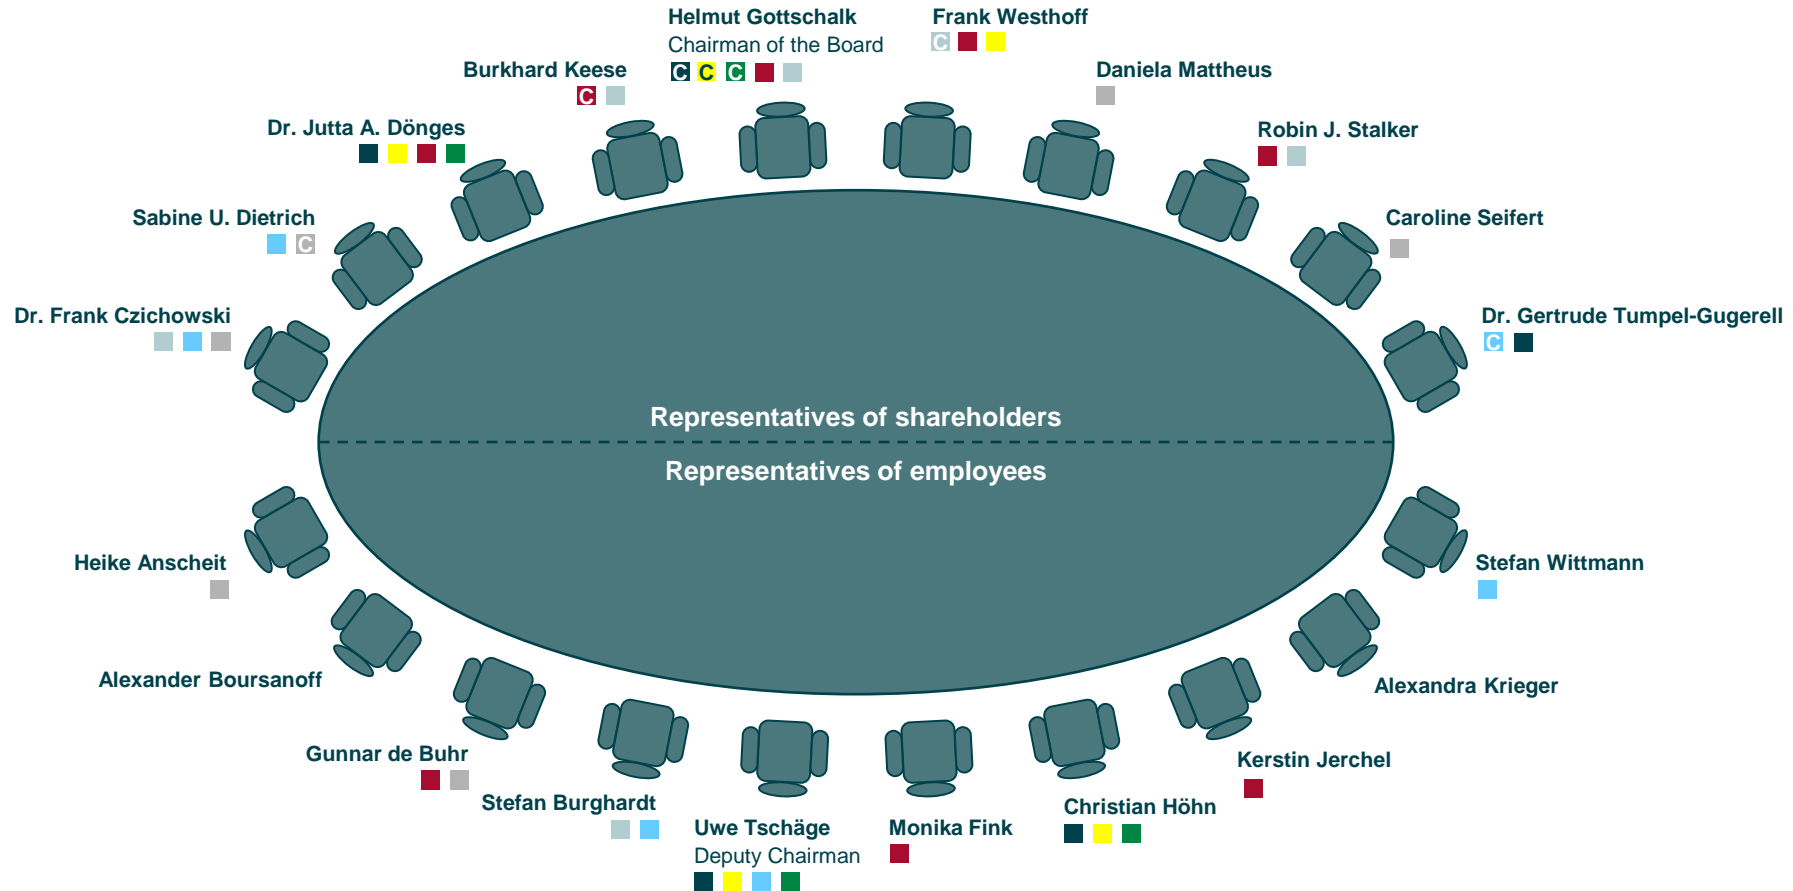 Helmut Gottschalk
Chairman of the Board
C C C
Frank Westhoff
C
Burkhard Keese
C
Daniela Mattheus
Dr. Jutta A. Dönges
Robin J. Stalker
Sabine U. Dietrich
C
Caroline Seifert
Dr. Frank Czichowski
Dr. Gertrude Tumpel-Gugerell
C
Representatives of shareholders
Representatives of employees
Heike Anscheit
Stefan Wittmann
Alexander Boursanoff
Alexandra Krieger
Gunnar de Buhr
Kerstin Jerchel
Stefan Burghardt
Christian Höhn
Uwe Tschäge
Deputy Chairman
Monika Fink